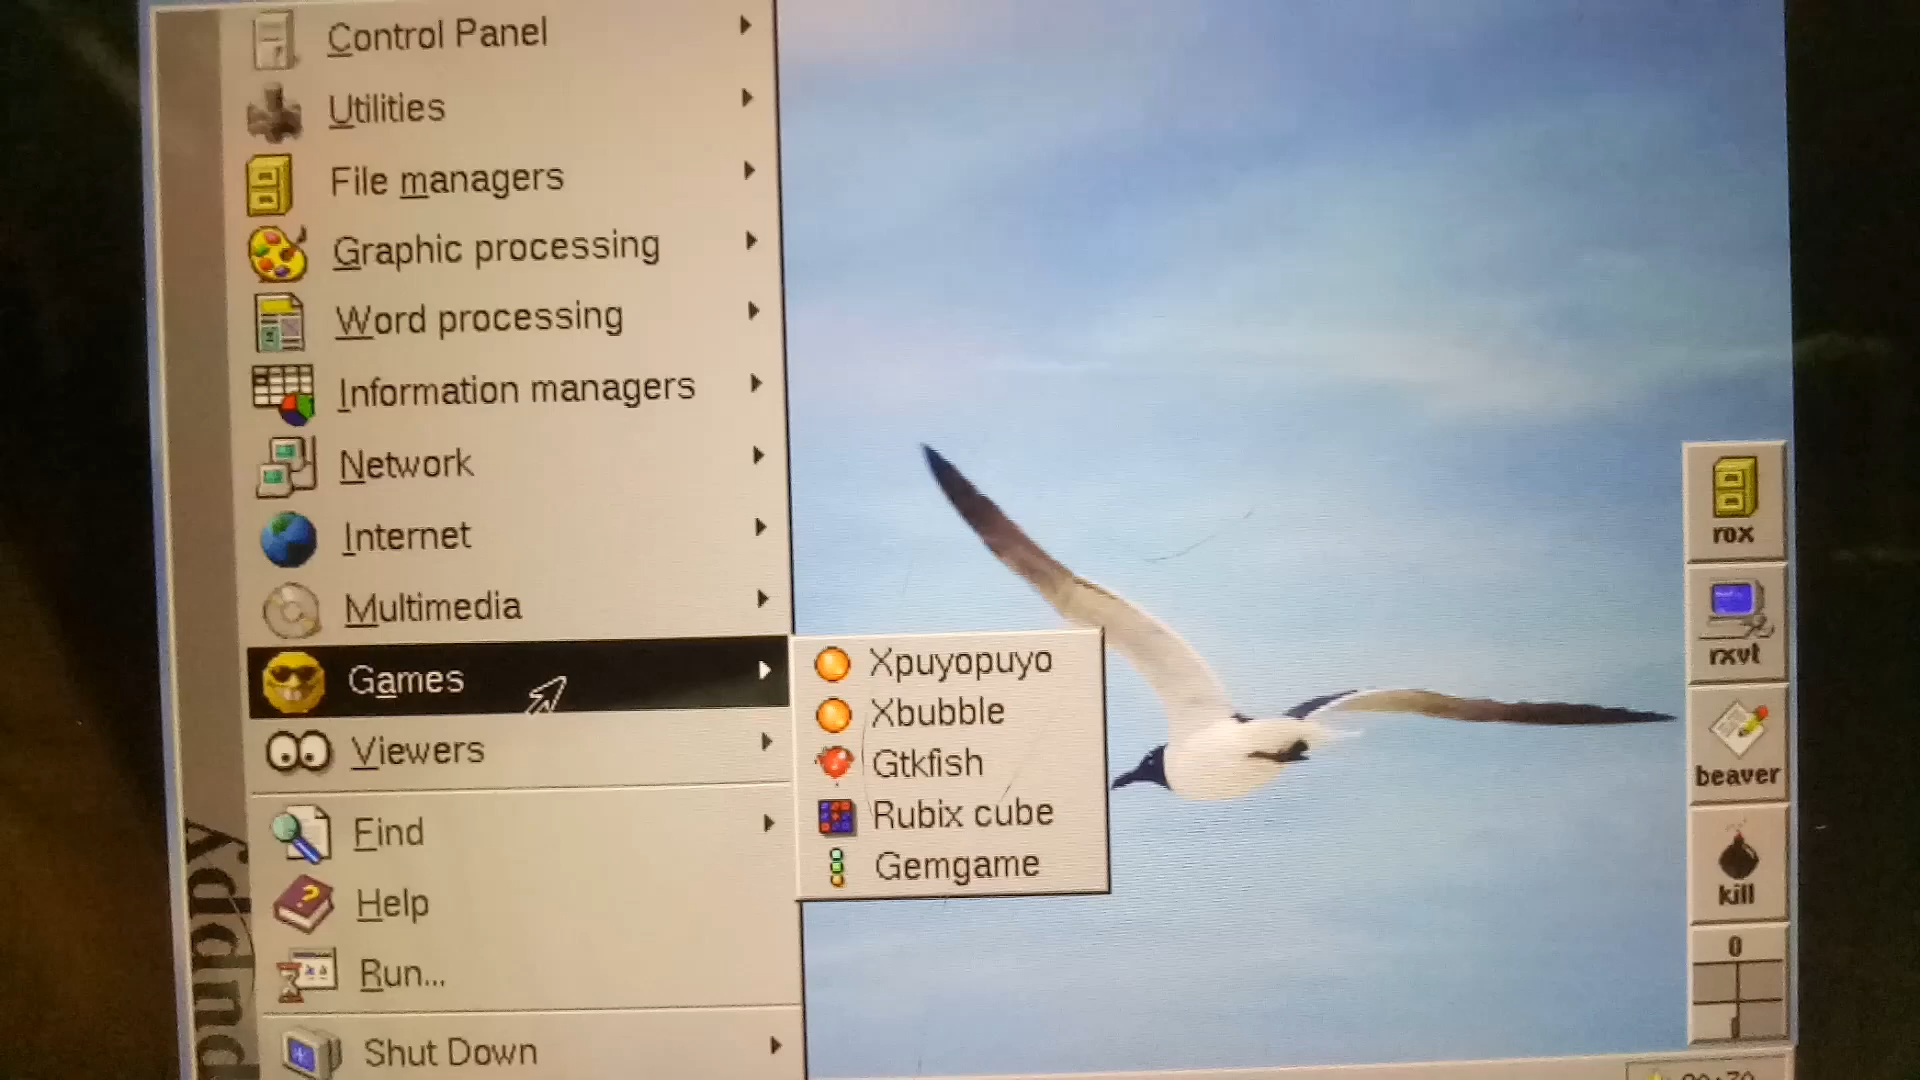 Control Panel
Utilities
File managers
Graphic processing
Word processing
Information managers
Network
Internet
Multimedia
Games
Viewers
Find
Help
Run...
Shut Down
puppy
Xpuyopuyo
Xbubble
Gtkfish
Rubix cube
Gemgame
rox
rxvt
beaver
kill
0